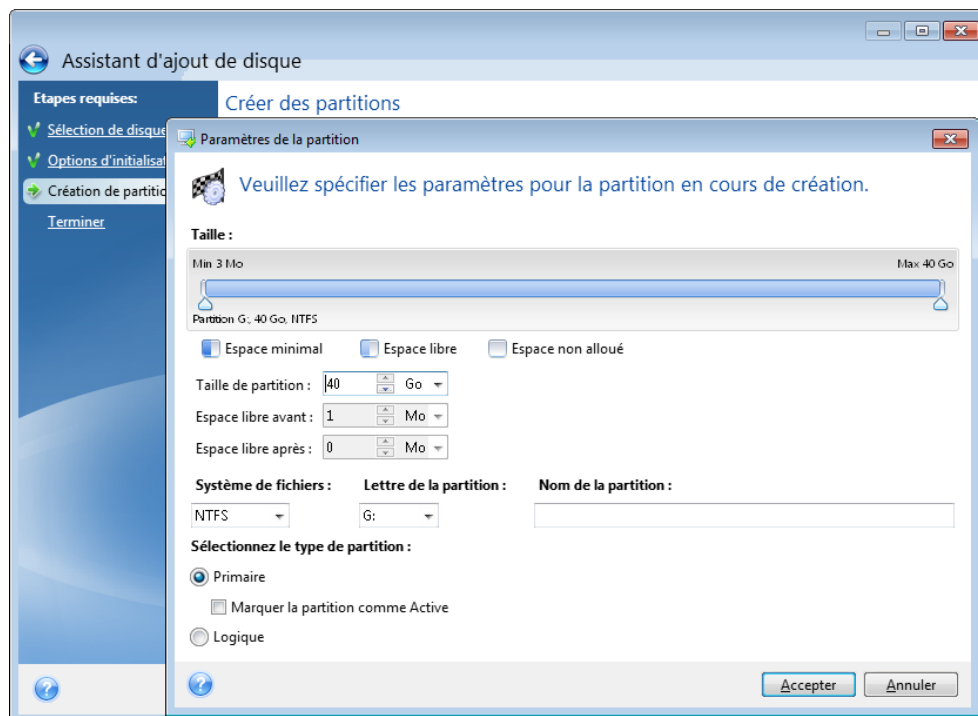 Assistant d'ajout de disque
Etapes requises:
Créer des partitions
Sélection de disque
Options d'initialisat
Création de partitio
Terminer
Paramètres de la partition
Veuillez spécifier les paramètres pour la partition en cours de création.
Taille :
Min 3 Mo Max 40 Go
Partition G:, 40 Go, NTFS
Espace minimal Espace libre Espace non alloué
Taille de partition : 40 Go
Espace libre avant : 1 Mo
Espace libre après : 0 Mo
Système de fichiers : Lettre de la partition : Nom de la partition :
NTFS G:
Sélectionnez le type de partition :
Primaire
Marquer la partition comme Active
Logique
Accepter Annuler